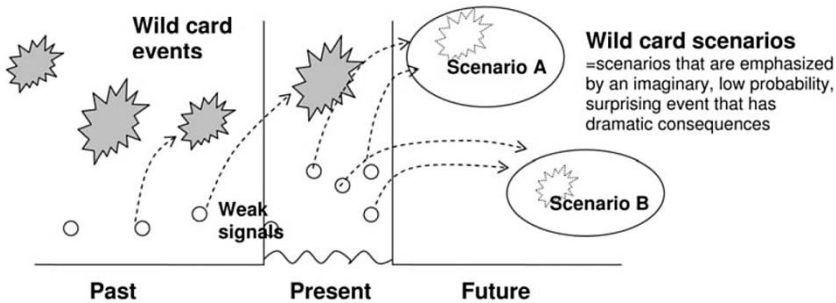 Wild card
events
Scenario A
Wild card scenarios
=scenarios that are emphasized
by an imaginary, low probability,
surprising event that has
dramatic consequences
Weak
signals
Scenario B
Past
Present
Future